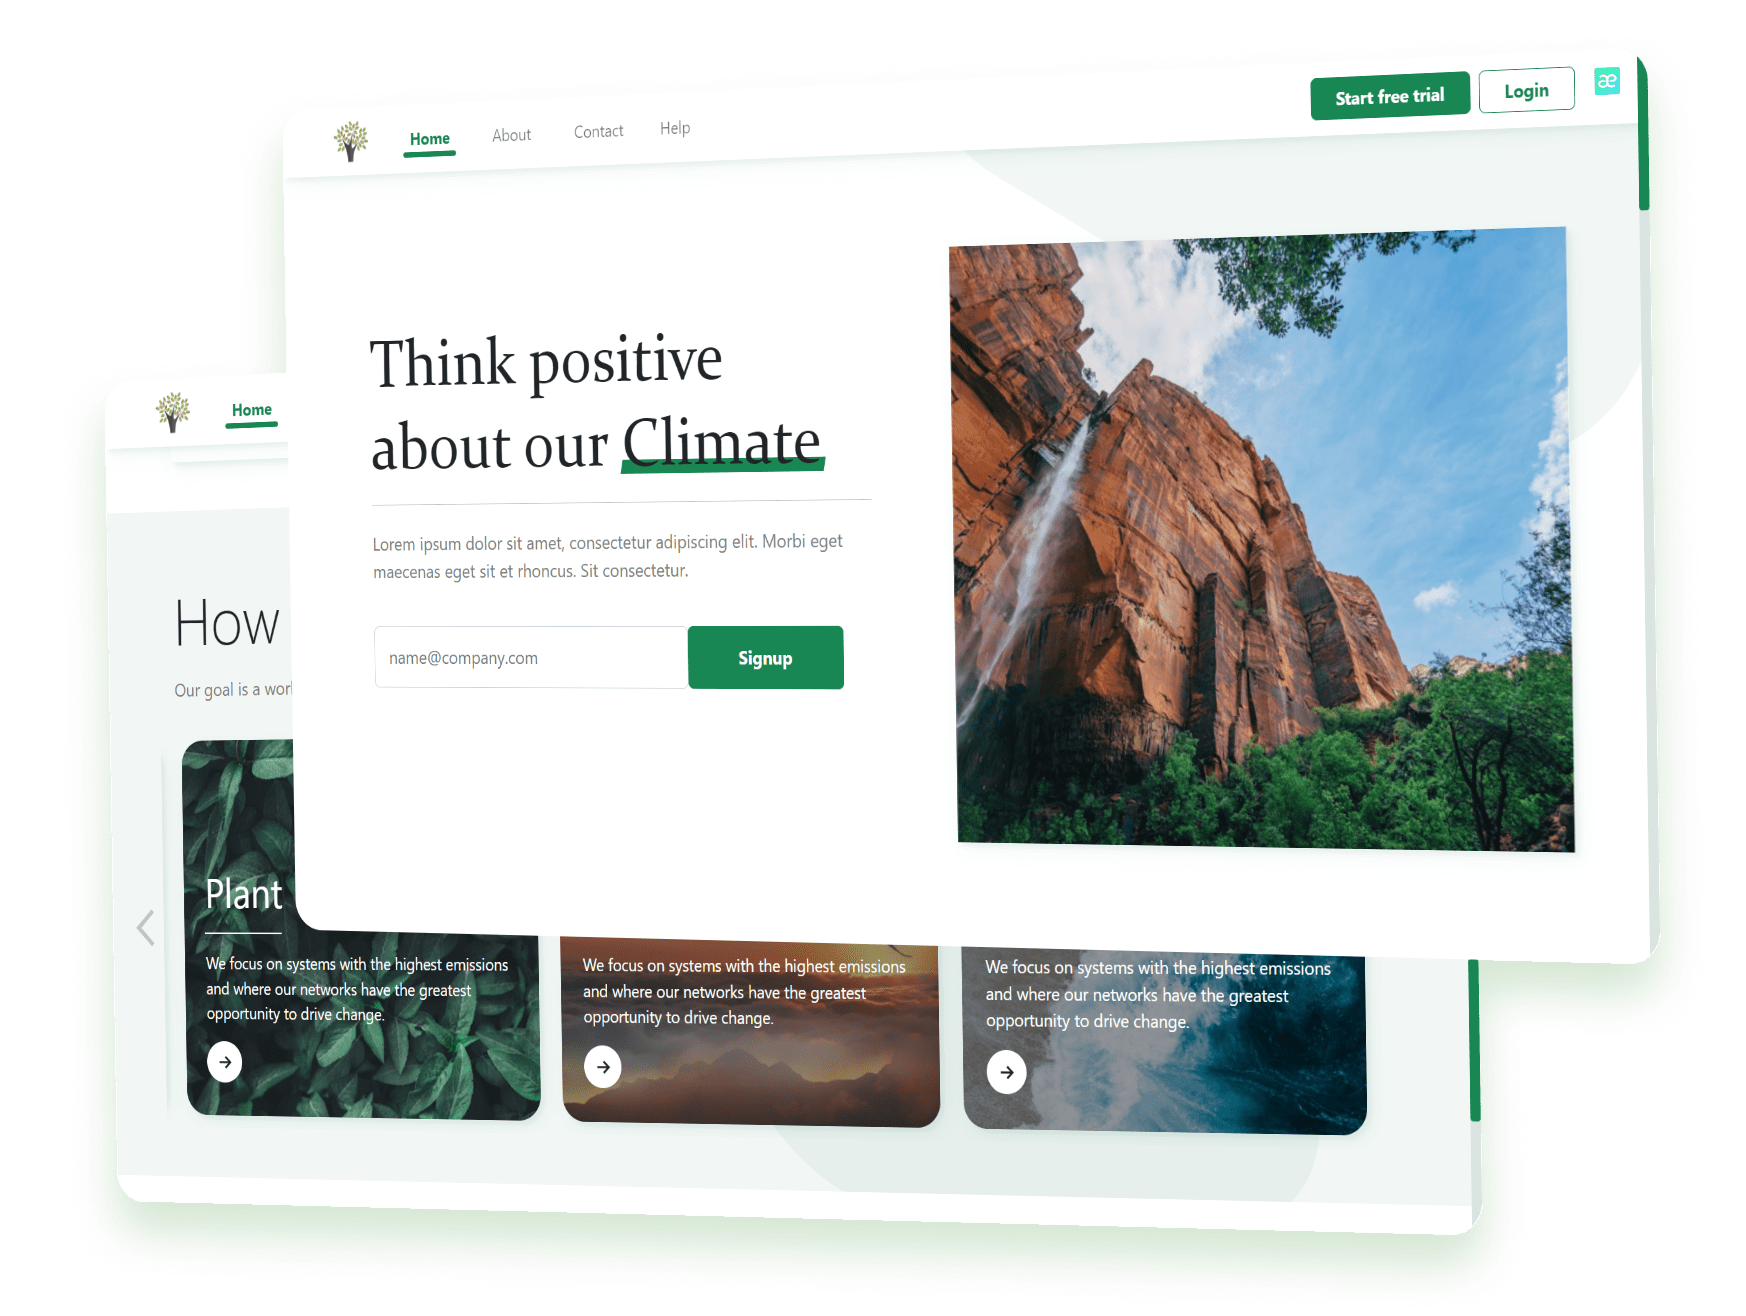 Home About Contact Help Start free trial Login æ
Think positive
about our Climate
Lorem ipsum dolor sit amet, consectetur adipiscing elit. Morbi eget
maecenas eget sit et rhoncus. Sit consectetur.
name@company.com Signup
Home
How
Our goal is a
Plant
We focus on systems with the highest emissions
and where our networks have the greatest
opportunity to drive change.
We focus on systems with the highest emissions
and where our networks have the greatest
opportunity to drive change.
We focus on systems with the highest emissions
and where our networks have the greatest
opportunity to drive change.